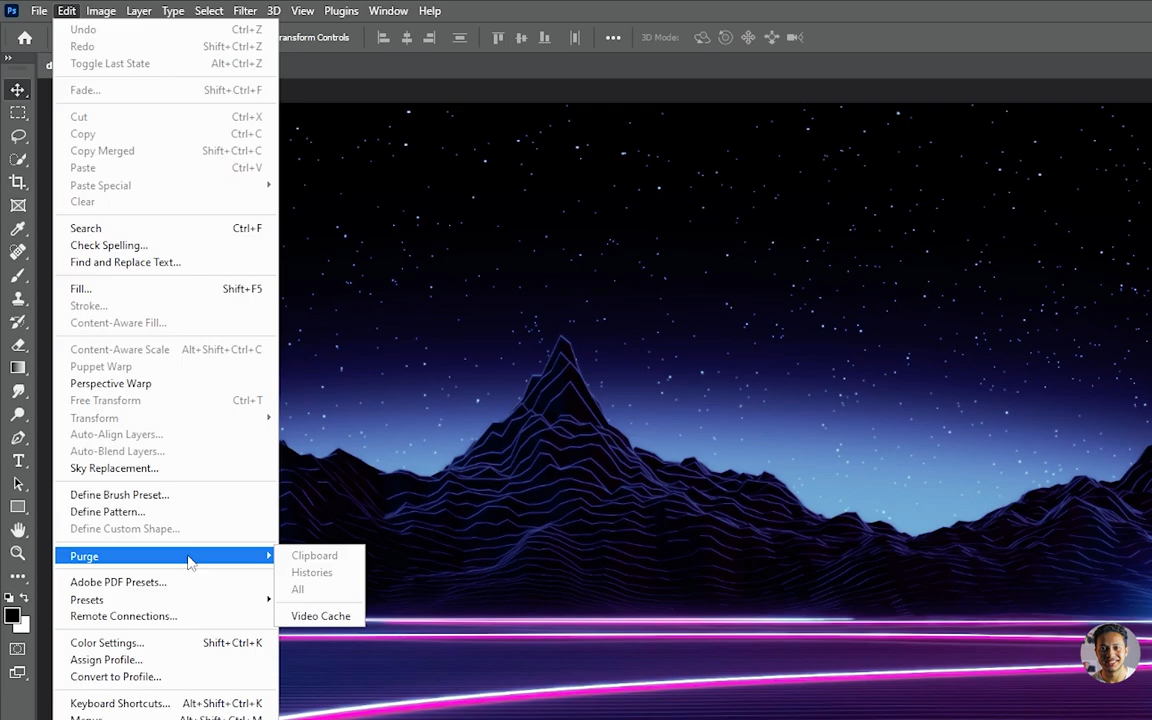 Ps File Edit Image Layer Type Select Filter 3D View Plugins Window Help
ransform Controls 3D Mode:
d
Undo Ctrl+Z
Redo Shift+Ctrl+Z
Toggle Last State Alt+Ctrl+Z
Fade... Shift+Ctrl+F
Cut Ctrl+X
Copy Ctrl+C
Copy Merged Shift+Ctrl+C
Paste Ctrl+V
Paste Special
Clear
Search Ctrl+F
Check Spelling...
Find and Replace Text...
Fill... Shift+F5
Stroke...
Content-Aware Fill...
Content-Aware Scale Alt+Shift+Ctrl+C
Puppet Warp
Perspective Warp
Free Transform Ctrl+T
Transform
Auto-Align Layers...
Auto-Blend Layers...
Sky Replacement...
Define Brush Preset...
Define Pattern...
Define Custom Shape...
Purge
Clipboard
Histories
All
Video Cache
Adobe PDF Presets...
Presets
Remote Connections...
Color Settings... Shift+Ctrl+K
Assign Profile...
Convert to Profile...
Keyboard Shortcuts... Alt+Shift+Ctrl+K
Menus... Alt+Shift+Ctrl+M